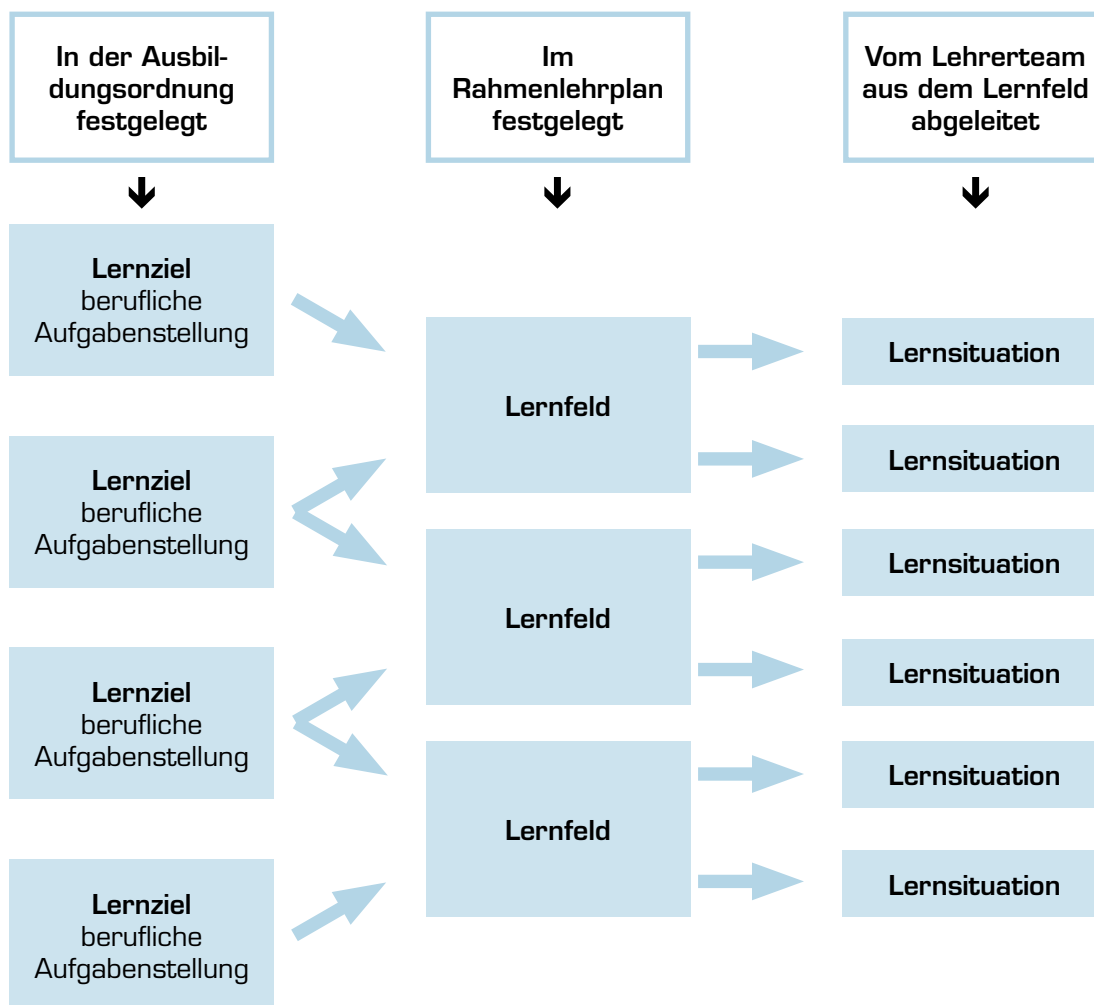 In der Ausbil-
dungsordnung
festgelegt
Im
Rahmenlehrplan
festgelegt
Vom Lehrerteam
aus dem Lernfeld
abgeleitet
Lernziel
berufliche
Aufgabenstellung
Lernziel
berufliche
Aufgabenstellung
Lernziel
berufliche
Aufgabenstellung
Lernziel
berufliche
Aufgabenstellung
Lernfeld
Lernfeld
Lernfeld
Lernsituation
Lernsituation
Lernsituation
Lernsituation
Lernsituation
Lernsituation